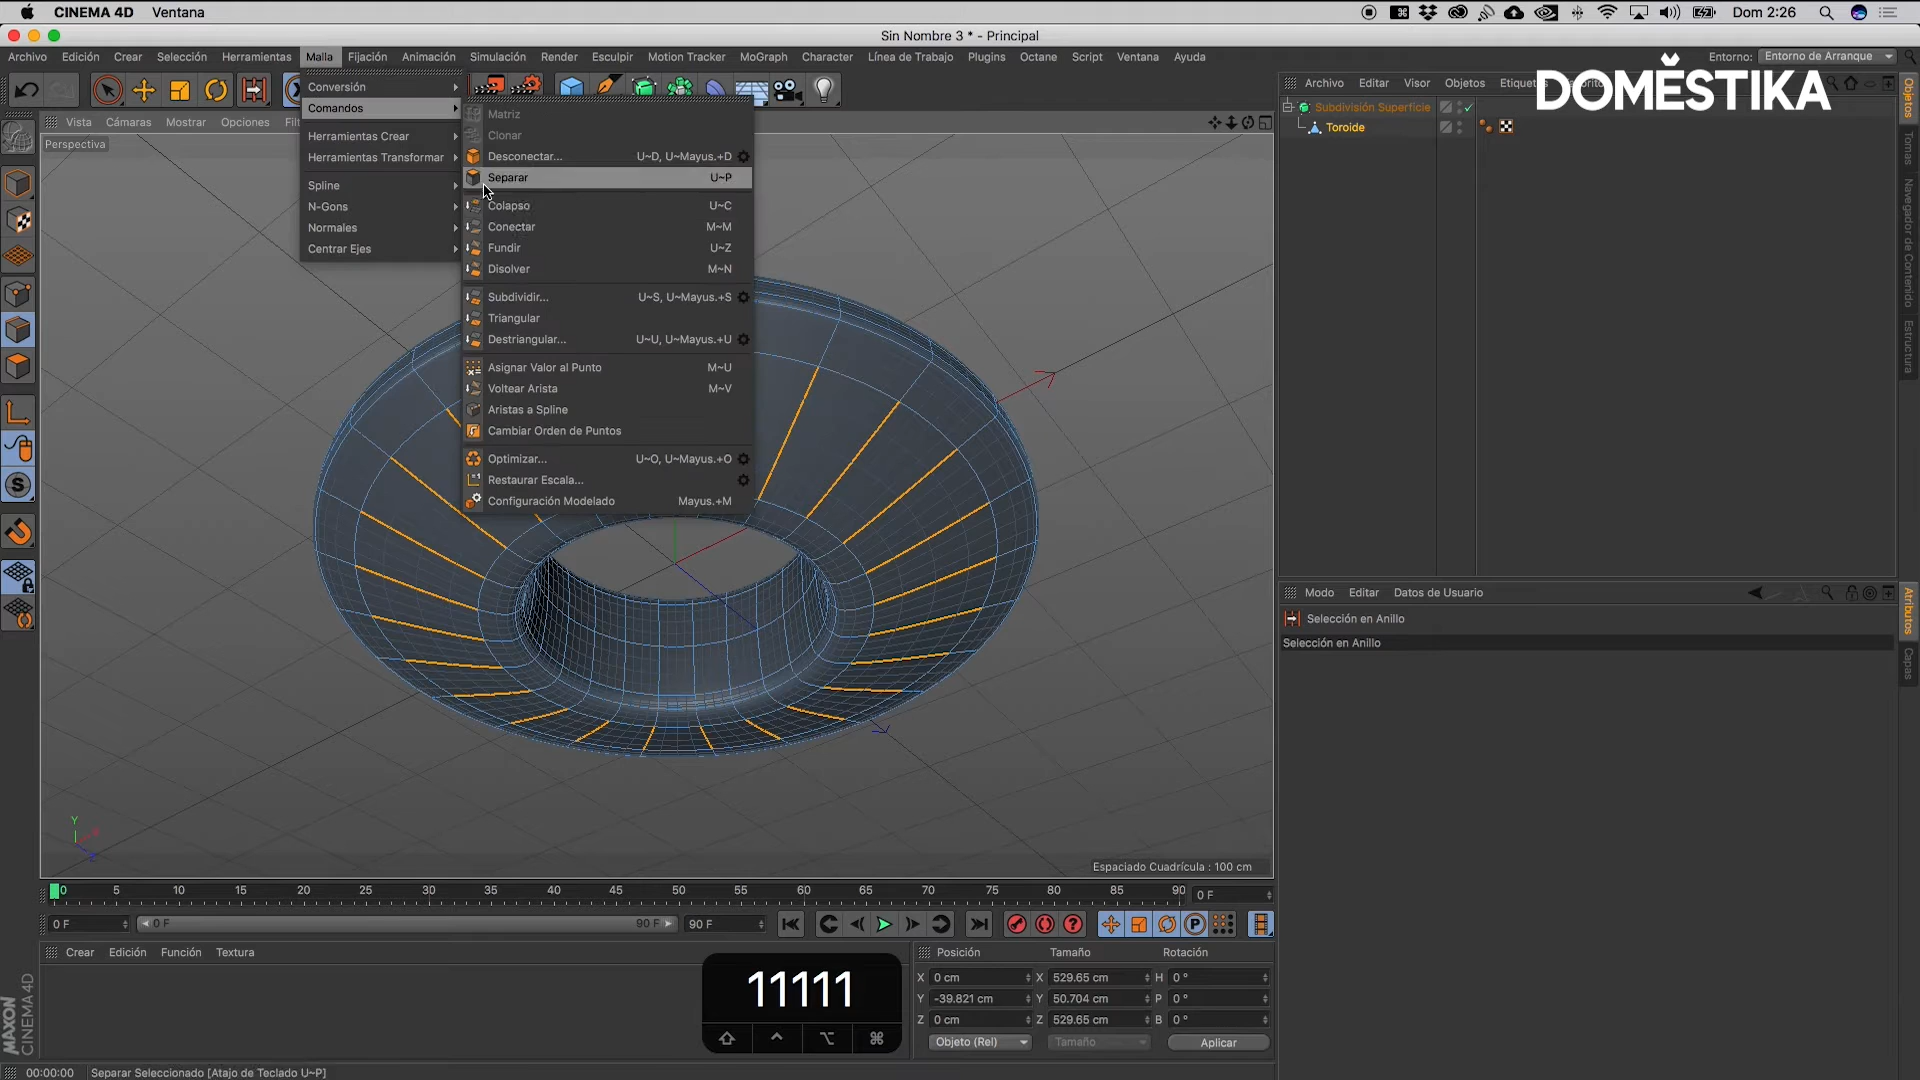 CINEMA 4D Ventana
Dom 2:26
Sin Nombre 3 * - Principal
Archivo Edición Crear Selección Herramientas Malla Fijación Animación Simulación Render Esculpir Motion Tracker MoGraph Character Línea de Trabajo Plugins Octane Script Ventana Ayuda
Entorno: Entorno de Arranque
DOMĚSTIKA
Archivo Editar Visor Objetos
Subdivisión Superficie
Toroide
Objetos
Tomas
Navegador de Contenido
Estructura
Vista Cámaras Mostrar Opciones
Perspectiva
Conversión
Comandos
Herramientas Crear
Herramientas Transformar
Spline
N-Gons
Normales
Centrar Ejes
Matriz
Clonar
Desconectar... U~D, U~Mayus.+D
Separar U~P
Colapso U~C
Conectar M~M
Fundir U~Z
Disolver M~N
Subdividir... U~S, U~Mayus.+S
Triangular
Destriangular... U~U, U~Mayus.+U
Asignar Valor al Punto M~U
Voltear Arista M~V
Aristas a Spline
Cambiar Orden de Puntos
Optimizar... U~O, U~Mayus.+O
Restaurar Escala...
Configuración Modelado Mayus.+M
Modo Editar Datos de Usuario
Selección en Anillo
Selección en Anillo
Atributos
Capas
Y
Espaciado Cuadrícula : 100 cm
0 5 10 15 20 25 30 35 40 45 50 55 60 65 70 75 80 85 90 0 F
0 F 0 F 90 F 90 F
Crear Edición Función Textura
11111
Posición Tamaño Rotación
X 0 cm X 529.65 cm H 0 °
Y -39.821 cm Y 50.704 cm P 0 °
Z 0 cm Z 529.65 cm B 0 °
Objeto (Rel) Tamaño Aplicar
MAXON
CINEMA 4D
00:00:00 Separar Seleccionado [Atajo de Teclado U~P]